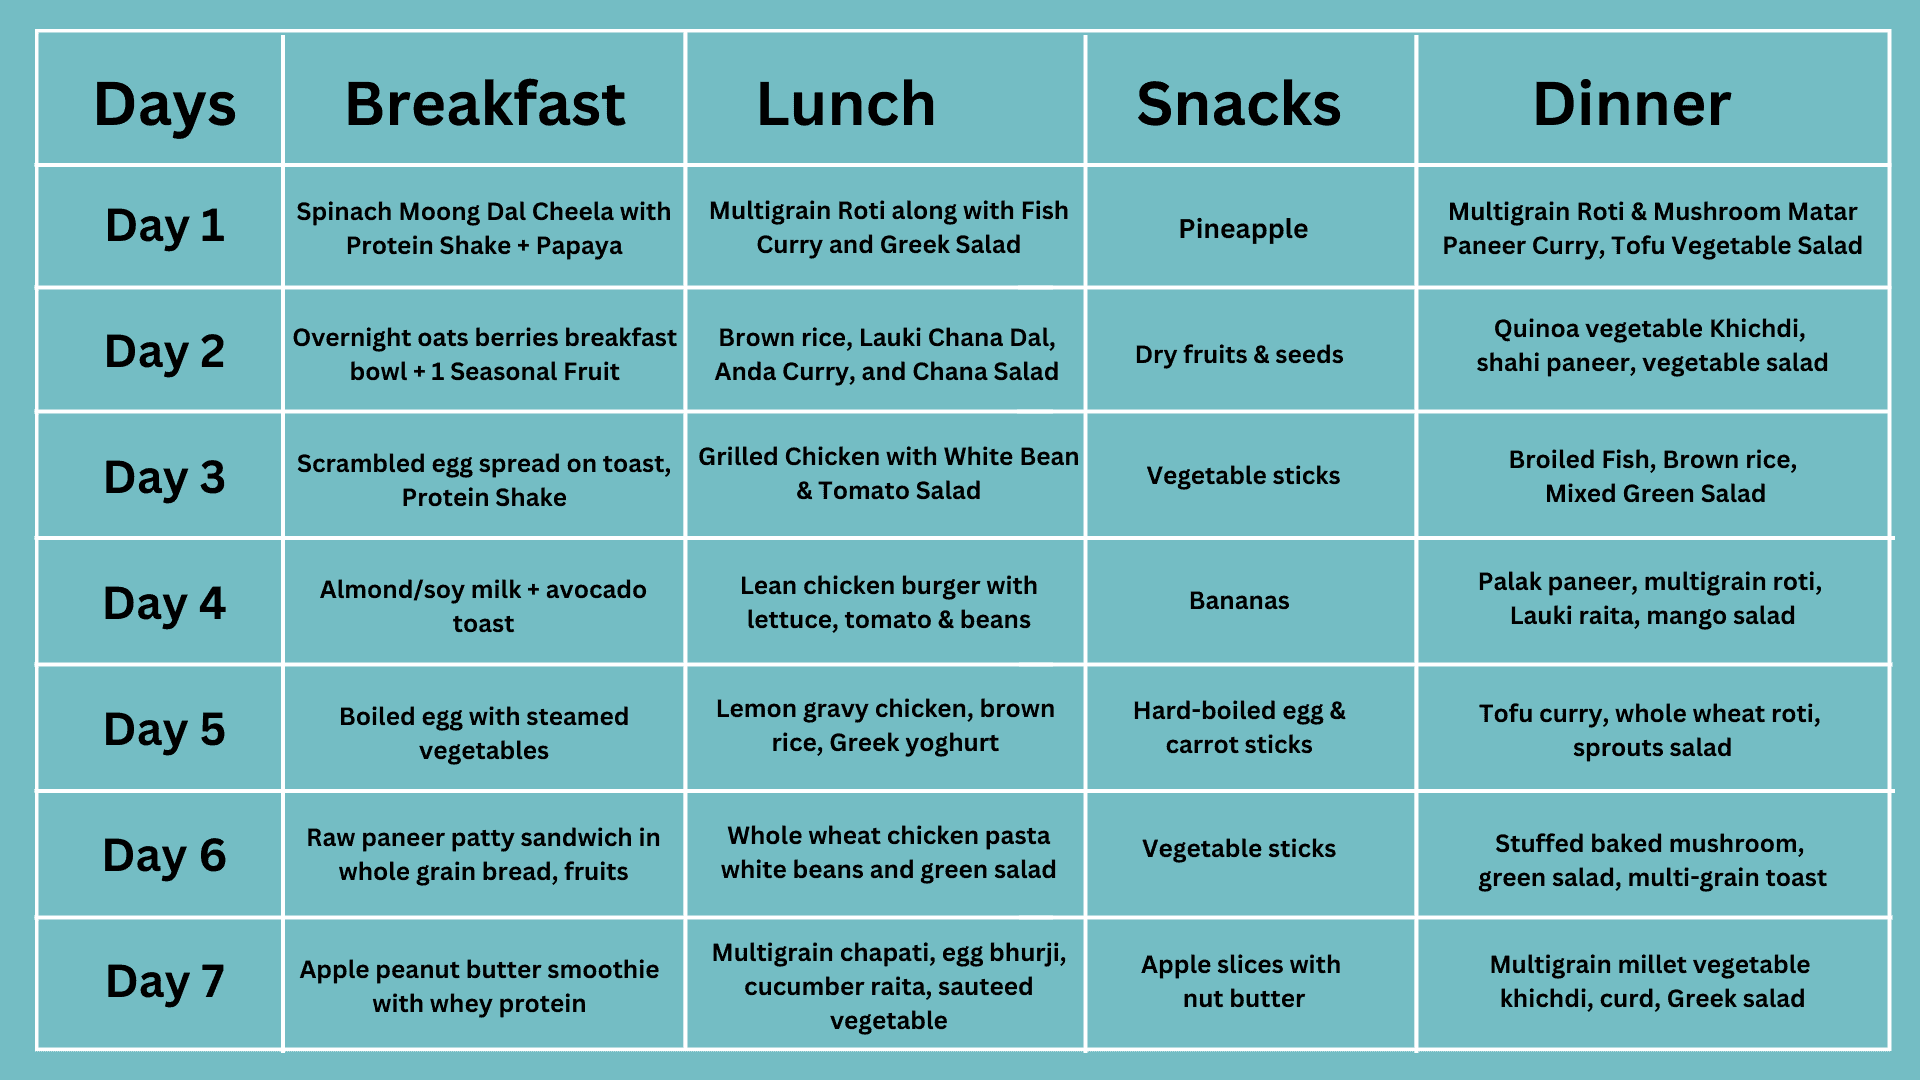 Days Breakfast Lunch Snacks Dinner
Day 1
Spinach Moong Dal Cheela with
Protein Shake + Papaya
Multigrain Roti along with Fish
Curry and Greek Salad
Pineapple
Multigrain Roti & Mushroom Matar
Paneer Curry, Tofu Vegetable Salad
Day 2
Overnight oats berries breakfast
bowl + 1 Seasonal Fruit
Brown rice, Lauki Chana Dal,
Anda Curry, and Chana Salad
Dry fruits & seeds
Quinoa vegetable Khichdi,
shahi paneer, vegetable salad
Day 3
Scrambled egg spread on toast,
Protein Shake
Grilled Chicken with White Bean
& Tomato Salad
Vegetable sticks
Broiled Fish, Brown rice,
Mixed Green Salad
Day 4
Almond/soy milk + avocado
toast
Lean chicken burger with
lettuce, tomato & beans
Bananas
Palak paneer, multigrain roti,
Lauki raita, mango salad
Day 5
Boiled egg with steamed
vegetables
Lemon gravy chicken, brown
rice, Greek yoghurt
Hard-boiled egg &
carrot sticks
Tofu curry, whole wheat roti,
sprouts salad
Day 6
Raw paneer patty sandwich in
whole grain bread, fruits
Whole wheat chicken pasta
white beans and green salad
Vegetable sticks
Stuffed baked mushroom,
green salad, multi-grain toast
Day 7
Apple peanut butter smoothie
with whey protein
Multigrain chapati, egg bhurji,
cucumber raita, sauteed
vegetable
Apple slices with
nut butter
Multigrain millet vegetable
khichdi, curd, Greek salad